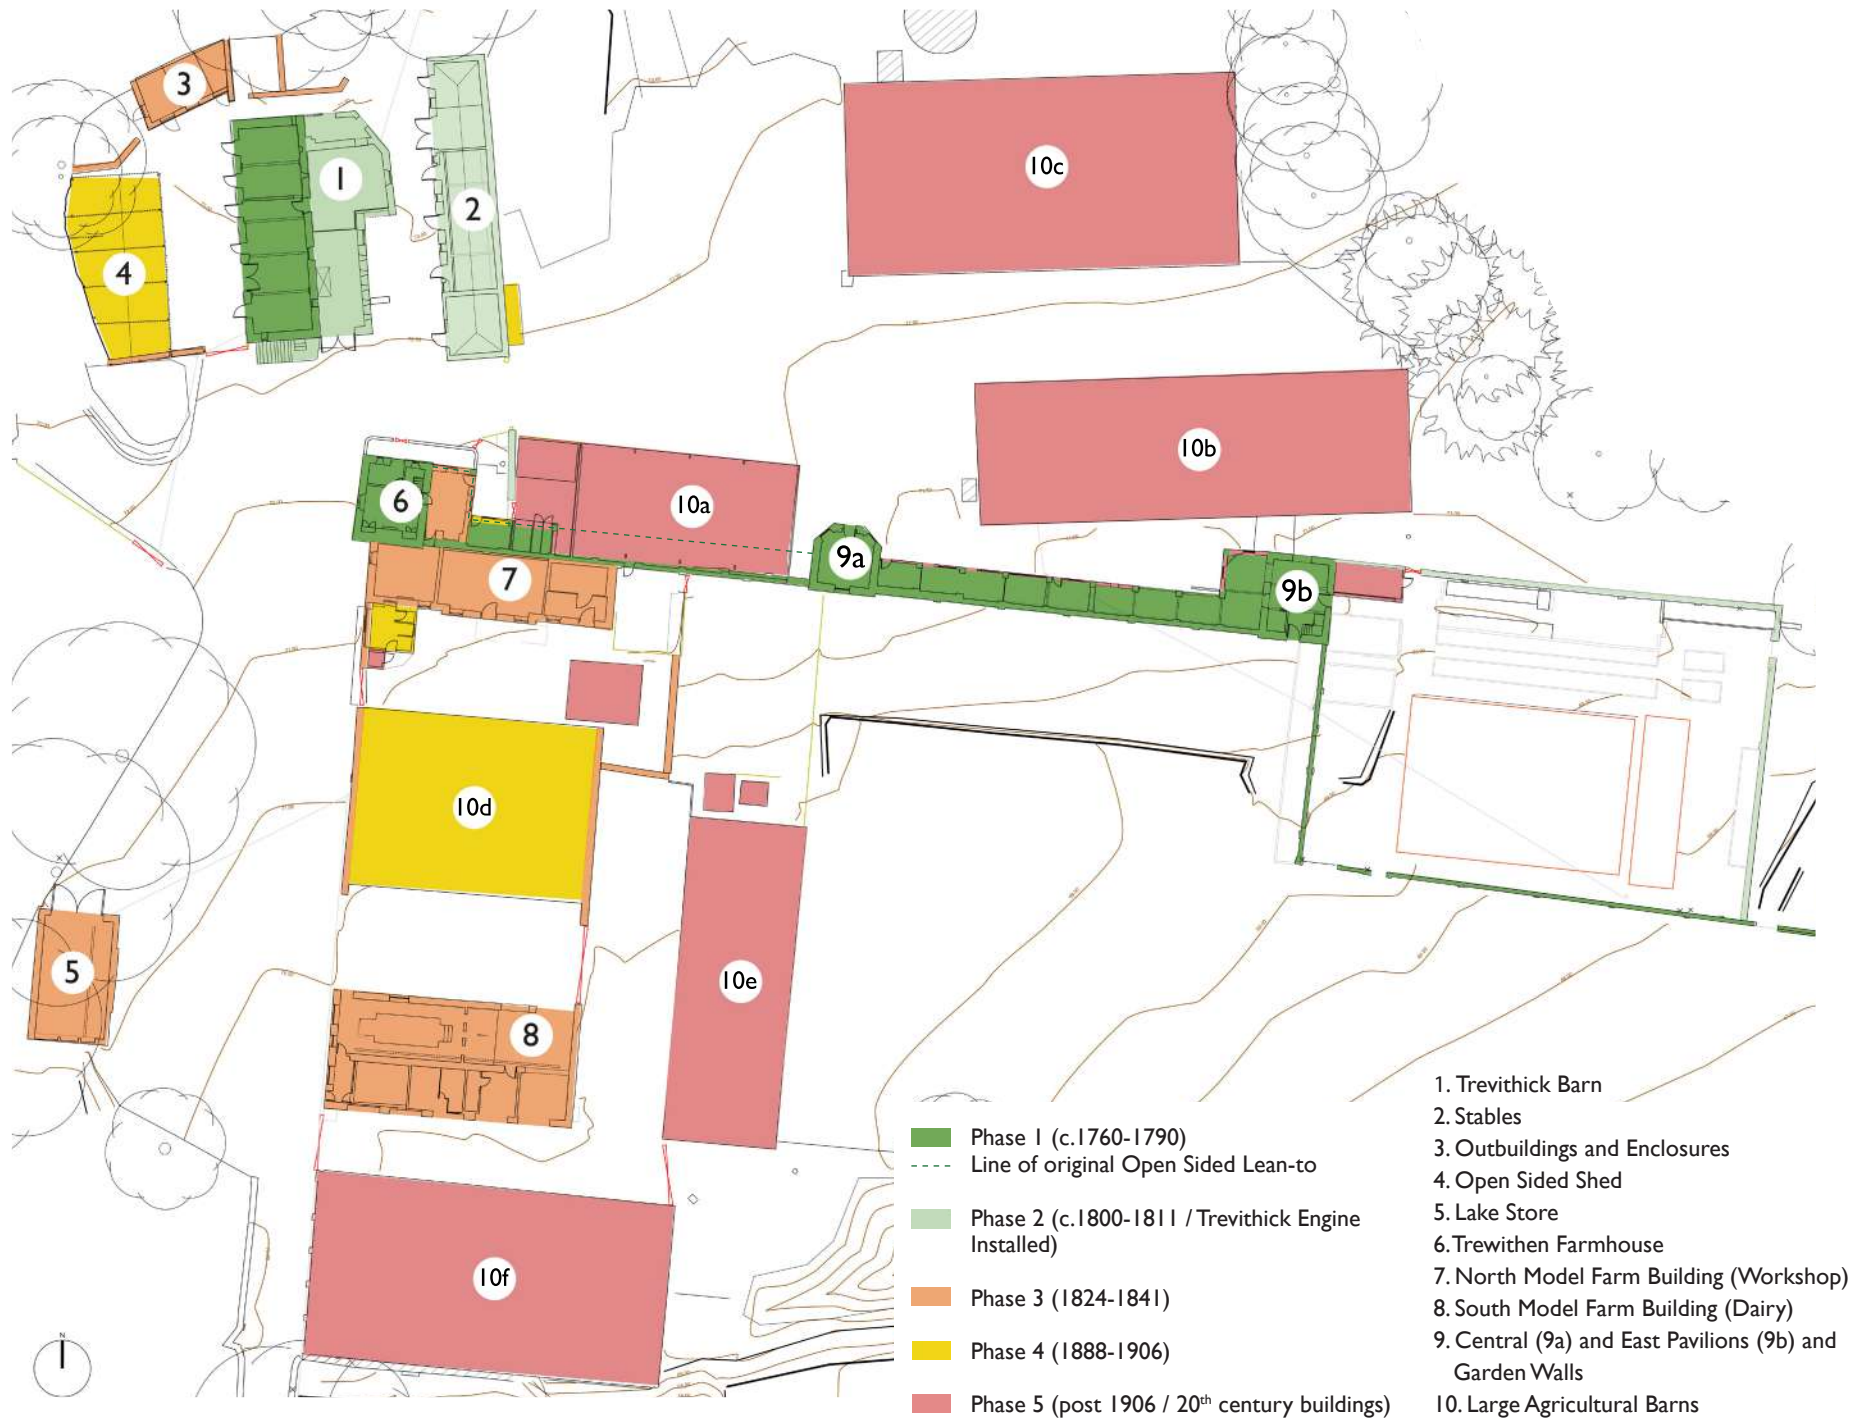 3
1
2
10c
4
10b
6
10a
9a
7
9b
10d
5
10e
8
10f
N
Phase 1 (c.1760-1790)
Line of original Open Sided Lean-to
Phase 2 (c.1800-1811 / Trevithick Engine
Installed)
Phase 3 (1824-1841)
Phase 4 (1888-1906)
Phase 5 (post 1906 / 20th century buildings)
1. Trevithick Barn
2. Stables
3. Outbuildings and Enclosures
4. Open Sided Shed
5. Lake Store
6. Trewithen Farmhouse
7. North Model Farm Building (Workshop)
8. South Model Farm Building (Dairy)
9. Central (9a) and East Pavilions (9b) and
Garden Walls
10. Large Agricultural Barns